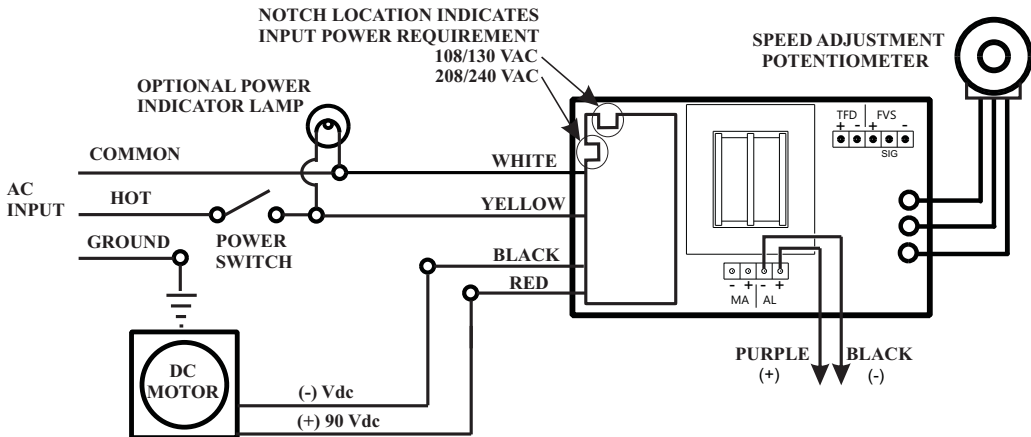 NOTCH LOCATION INDICATES
INPUT POWER REQUIREMENT
108/130 VAC
208/240 VAC
SPEED ADJUSTMENT
POTENTIOMETER
OPTIONAL POWER
INDICATOR LAMP
TFD FVS
+ - + -
SIG
COMMON
WHITE
AC
INPUT
HOT
YELLOW
GROUND
POWER
SWITCH
BLACK
RED
- + - +
MA AL
PURPLE
(+)
BLACK
(-)
DC
MOTOR
(-) Vdc
(+) 90 Vdc